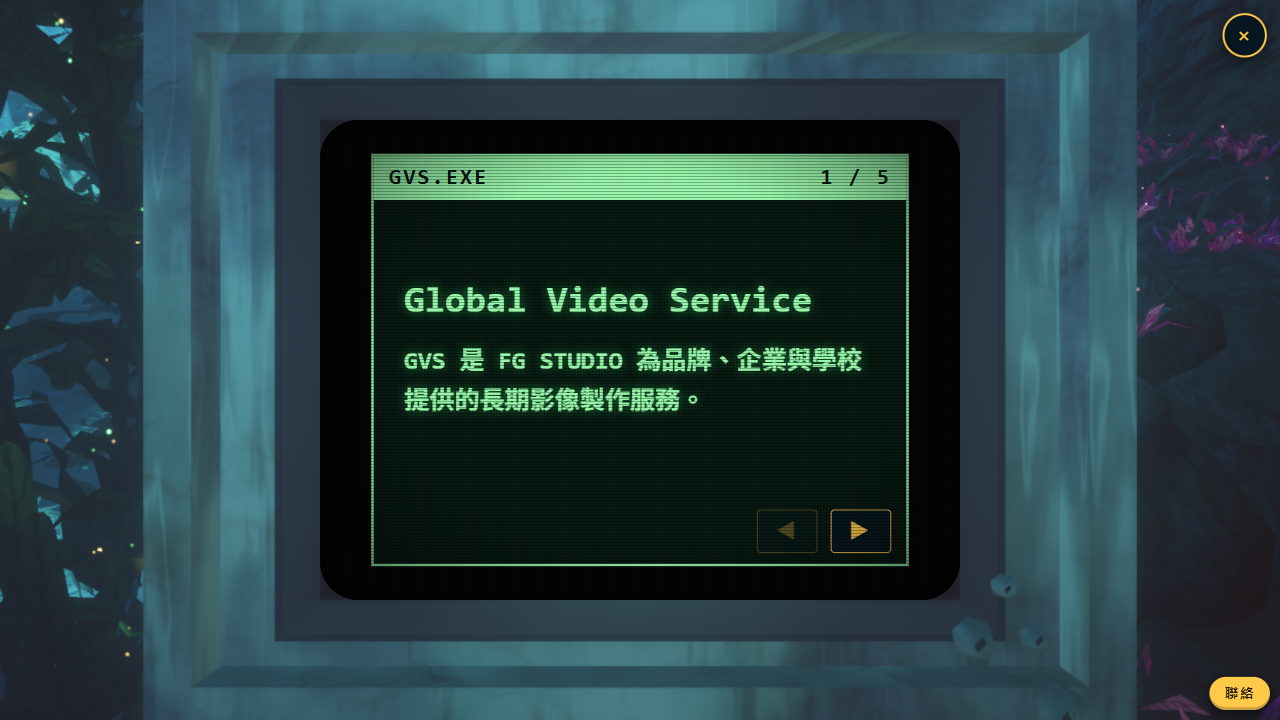 GVS.EXE 1 / 5
Global Video Service
GVS 是 FG STUDIO 為品牌、企業與學校
提供的長期影像製作服務。
聯絡